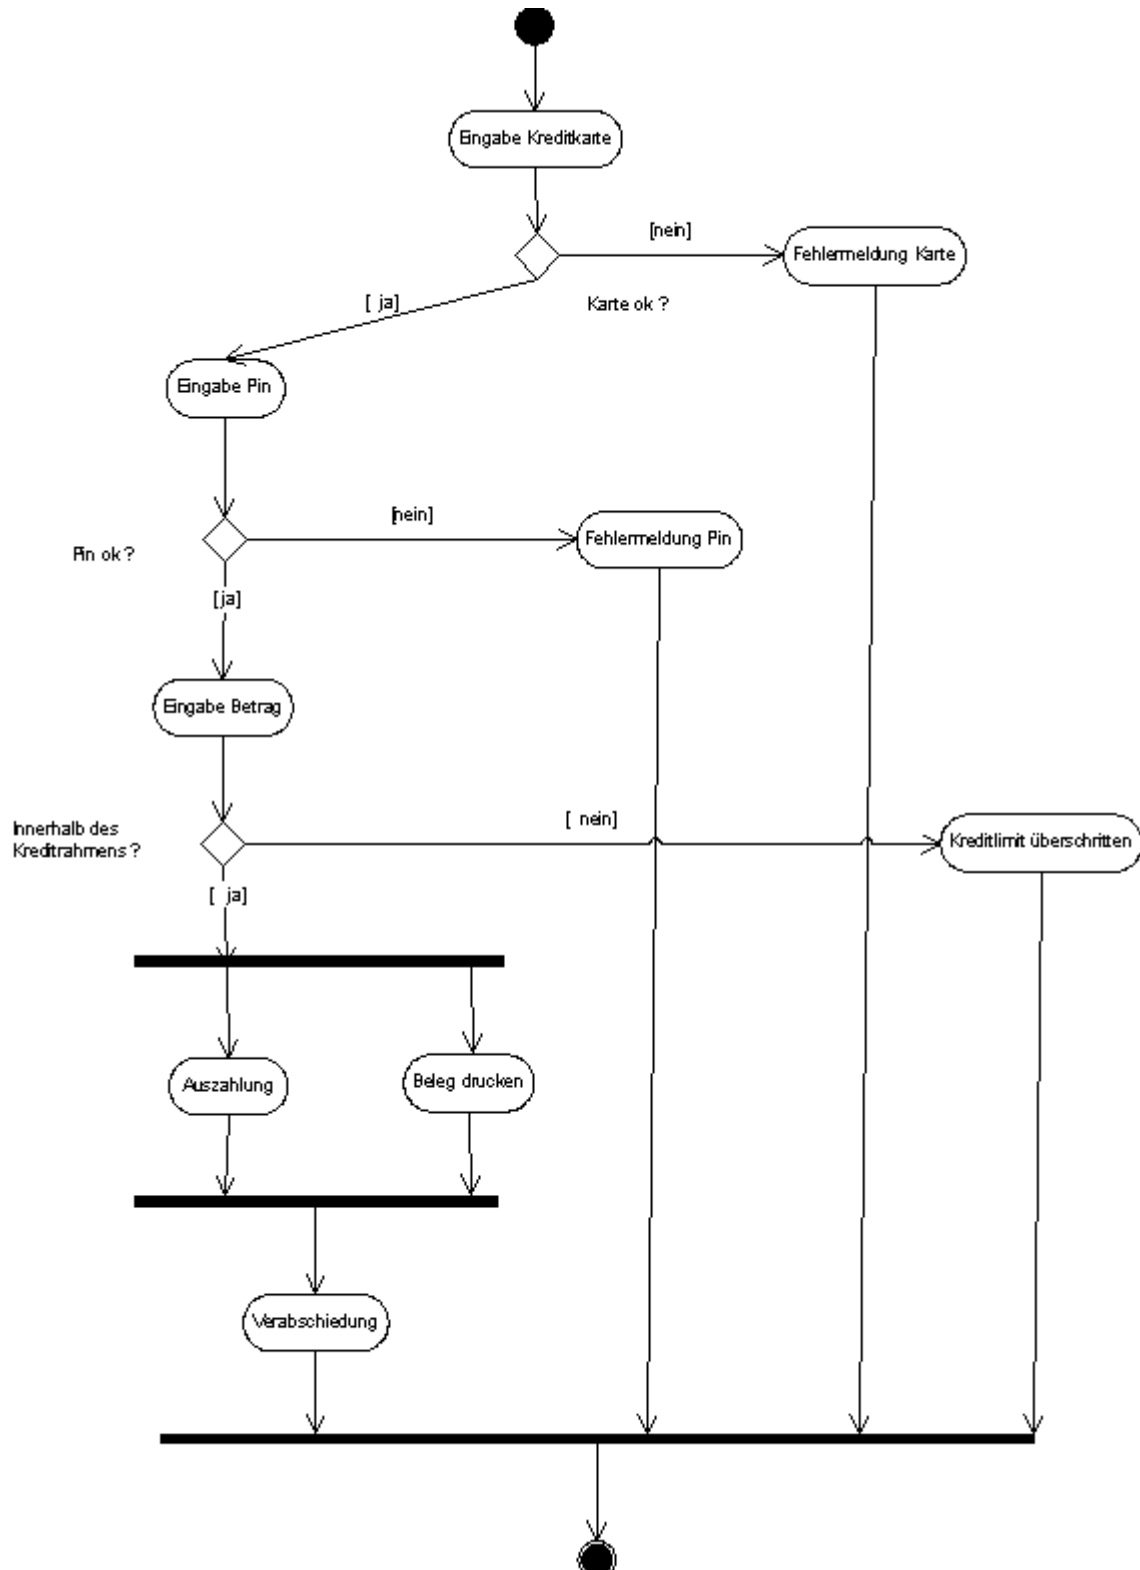 Eingabe Kreditkarte
[nein]
Fehlermeldung Karte
[ ja]
Karte ok ?
Eingabe Pin
[nein]
Fehlermeldung Pin
Pin ok ?
[ja]
Eingabe Betrag
[ nein]
Innerhalb des
Kreditrahmens ?
Kreditlimit überschritten
[ ja]
Auszahlung
Beleg drucken
Verabschiedung